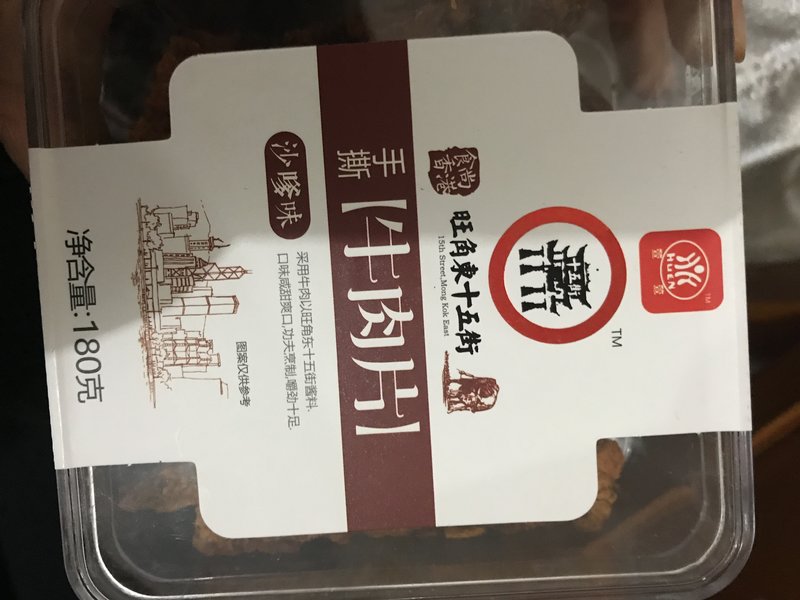 HUEN
TM
TM
食尚
香港
旺角東十五街
15th Street,Mong Kok East
手撕
【牛肉片】
沙嗲味
采用牛肉以旺角东十五街酱料.
口味咸甜爽口,功夫烹制,嚼劲十足.
图案仅供参考
净含量:180克